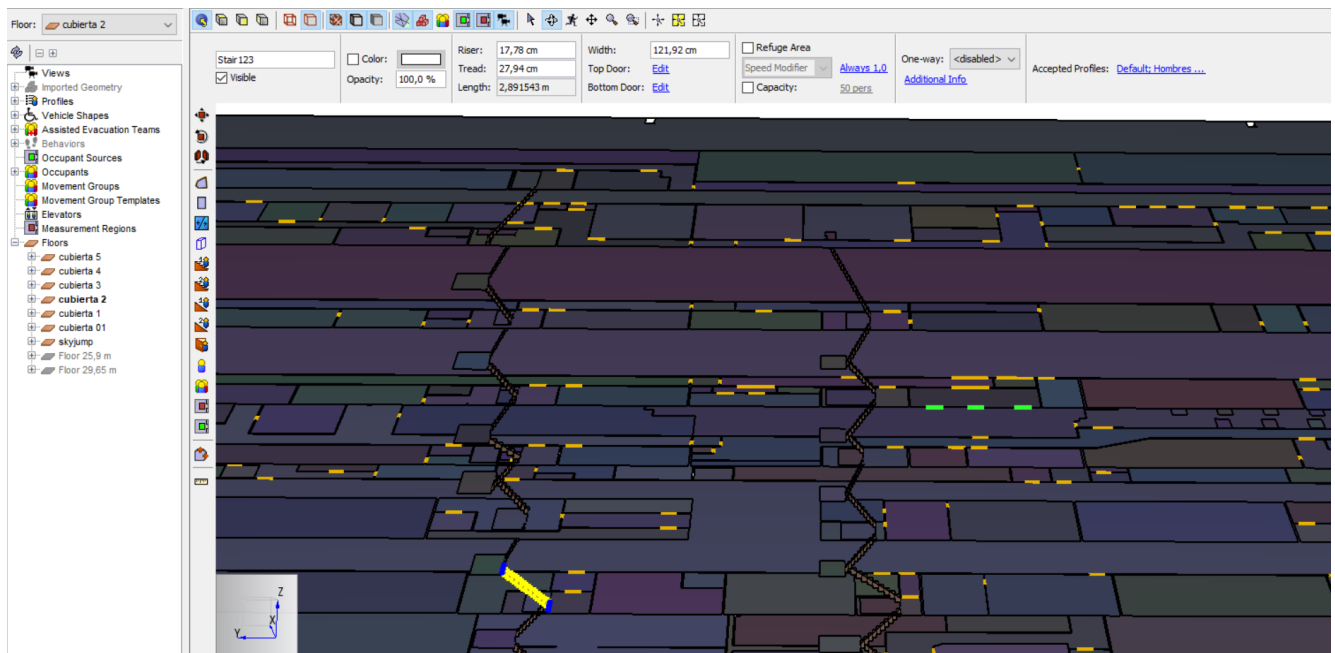 Floor: cubierta 2
Views
Imported Geometry
Profiles
Vehicle Shapes
Assisted Evacuation Teams
Behaviors
Occupant Sources
Occupants
Movement Groups
Movement Group Templates
Elevators
Measurement Regions
Floors
cubierta 5
cubierta 4
cubierta 3
cubierta 2
cubierta 1
cubierta 01
skyjump
Floor 25,9 m
Floor 29,65 m
Stair123
Visible
Color:
Opacity: 100,0 %
Riser: 17,78 cm
Tread: 27,94 cm
Length: 2,891543 m
Width: 121,92 cm
Top Door: Edit
Bottom Door: Edit
Refuge Area
Speed Modifier Always 1,0
Capacity: 50 pers
One-way: <disabled>
Additional Info
Accepted Profiles: Default; Hombres ...
Z
X
Y